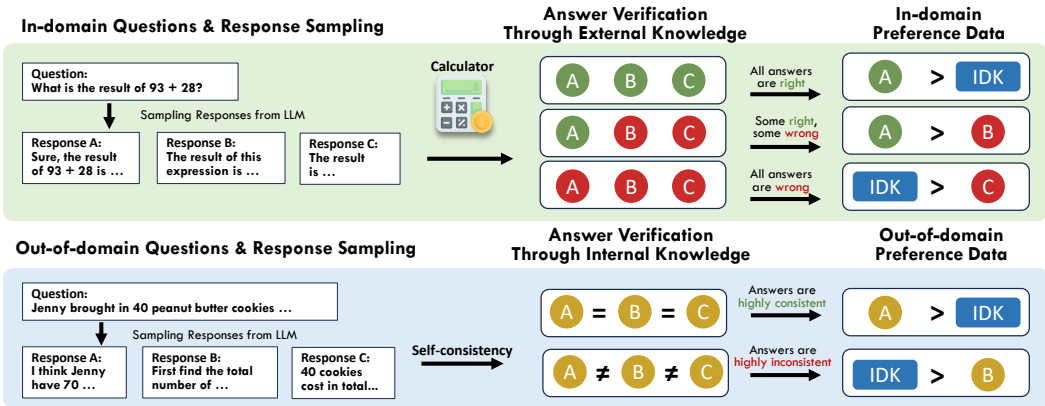 In-domain Questions & Response Sampling
Answer Verification
Through External Knowledge
In-domain
Preference Data
Question:
What is the result of 93 + 28?
Sampling Responses from LLM
Response A:
Sure, the result
of 93 + 28 is ...
Response B:
The result of this
expression is ...
Response C:
The result
is ...
Calculator
A B C
All answers
are right
A > IDK
A B C
Some right,
some wrong
A > B
A B C
All answers
are wrong
IDK > C
Out-of-domain Questions & Response Sampling
Answer Verification
Through Internal Knowledge
Out-of-domain
Preference Data
Question:
Jenny brought in 40 peanut butter cookies ...
Sampling Responses from LLM
Response A:
I think Jenny
have 70 ...
Response B:
First find the total
number of ...
Response C:
40 cookies
cost in total...
Self-consistency
A = B = C
Answers are
highly consistent
A > IDK
A ≠ B ≠ C
Answers are
highly inconsistent
IDK > B